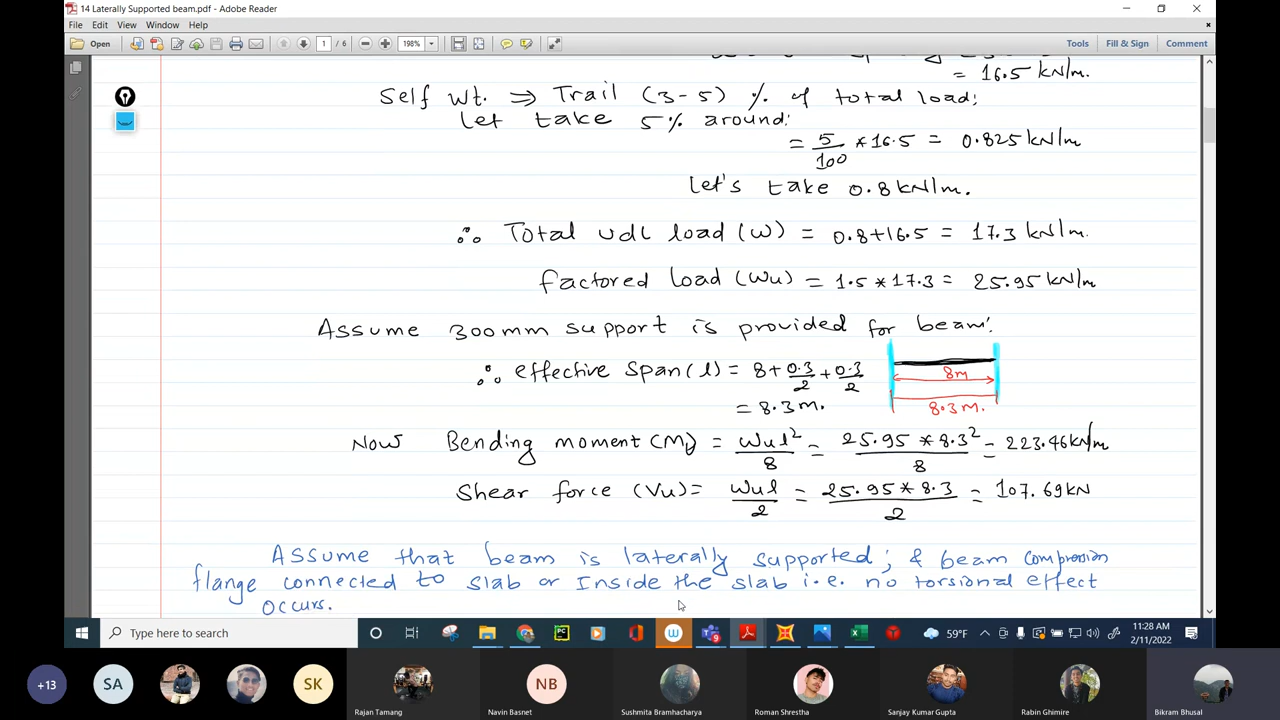 14 Laterally Supported beam.pdf - Adobe Reader
File Edit View Window Help
Open 1 / 6 198% Tools Fill & Sign Comment
= 16.5 kN/m.
Self Wt. ⇒ Trail (3-5) % of total load:
Let take 5% around:
= 5/100 *16.5 = 0.825 kN/m
let's take 0.8 kN/m.
∴ Total udl load (w) = 0.8+16.5 = 17.3 kN/m.
factored load (wu) = 1.5*17.3 = 25.95 kN/m
Assume 300mm support is provided for beam:
∴ effective span (l) = 8 + 0.3/2 + 0.3/2
8m
= 8.3 m.
8.3 m.
Now Bending moment (Mu) = wul²/8 = 25.95 * 8.3²/8 = 223.46 kN/m
Shear force (Vu) = wul/2 = 25.95*8.3/2 = 107.69 kN
Assume that beam is laterally supported; & beam compression
flange connected to slab or Inside the slab i.e. no torsional effect
occurs.
Type here to search
59°F
11:28 AM
2/11/2022
+13 SA SK NB
Rajan Tamang Navin Basnet Sushmita Bramhacharya Roman Shrestha Sanjay Kumar Gupta Rabin Ghimire Bikram Bhusal